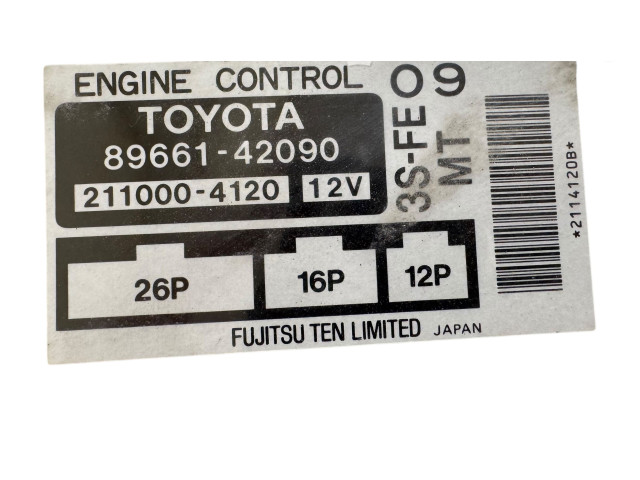 ENGINE CONTROL 09
TOYOTA
89661-42090
211000-4120 12V
3S-FE
MT
*2114120B*
26P 16P 12P
FUJITSU TEN LIMITED JAPAN